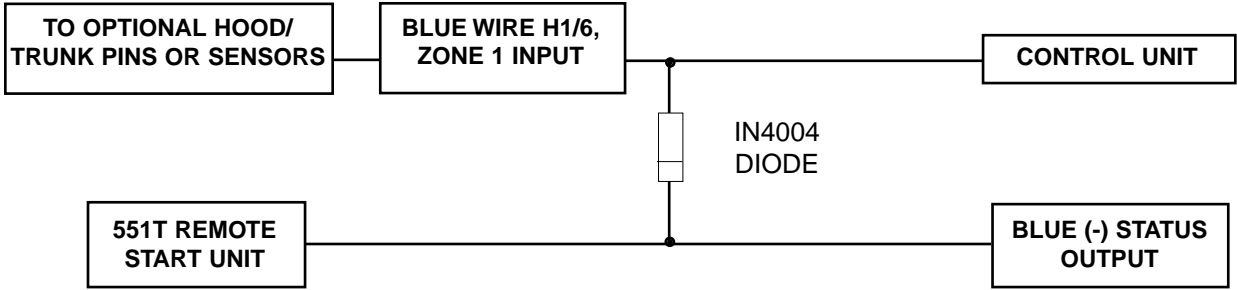 TO OPTIONAL HOOD/
TRUNK PINS OR SENSORS
BLUE WIRE H1/6,
ZONE 1 INPUT
CONTROL UNIT
IN4004
DIODE
551T REMOTE
START UNIT
BLUE (-) STATUS
OUTPUT